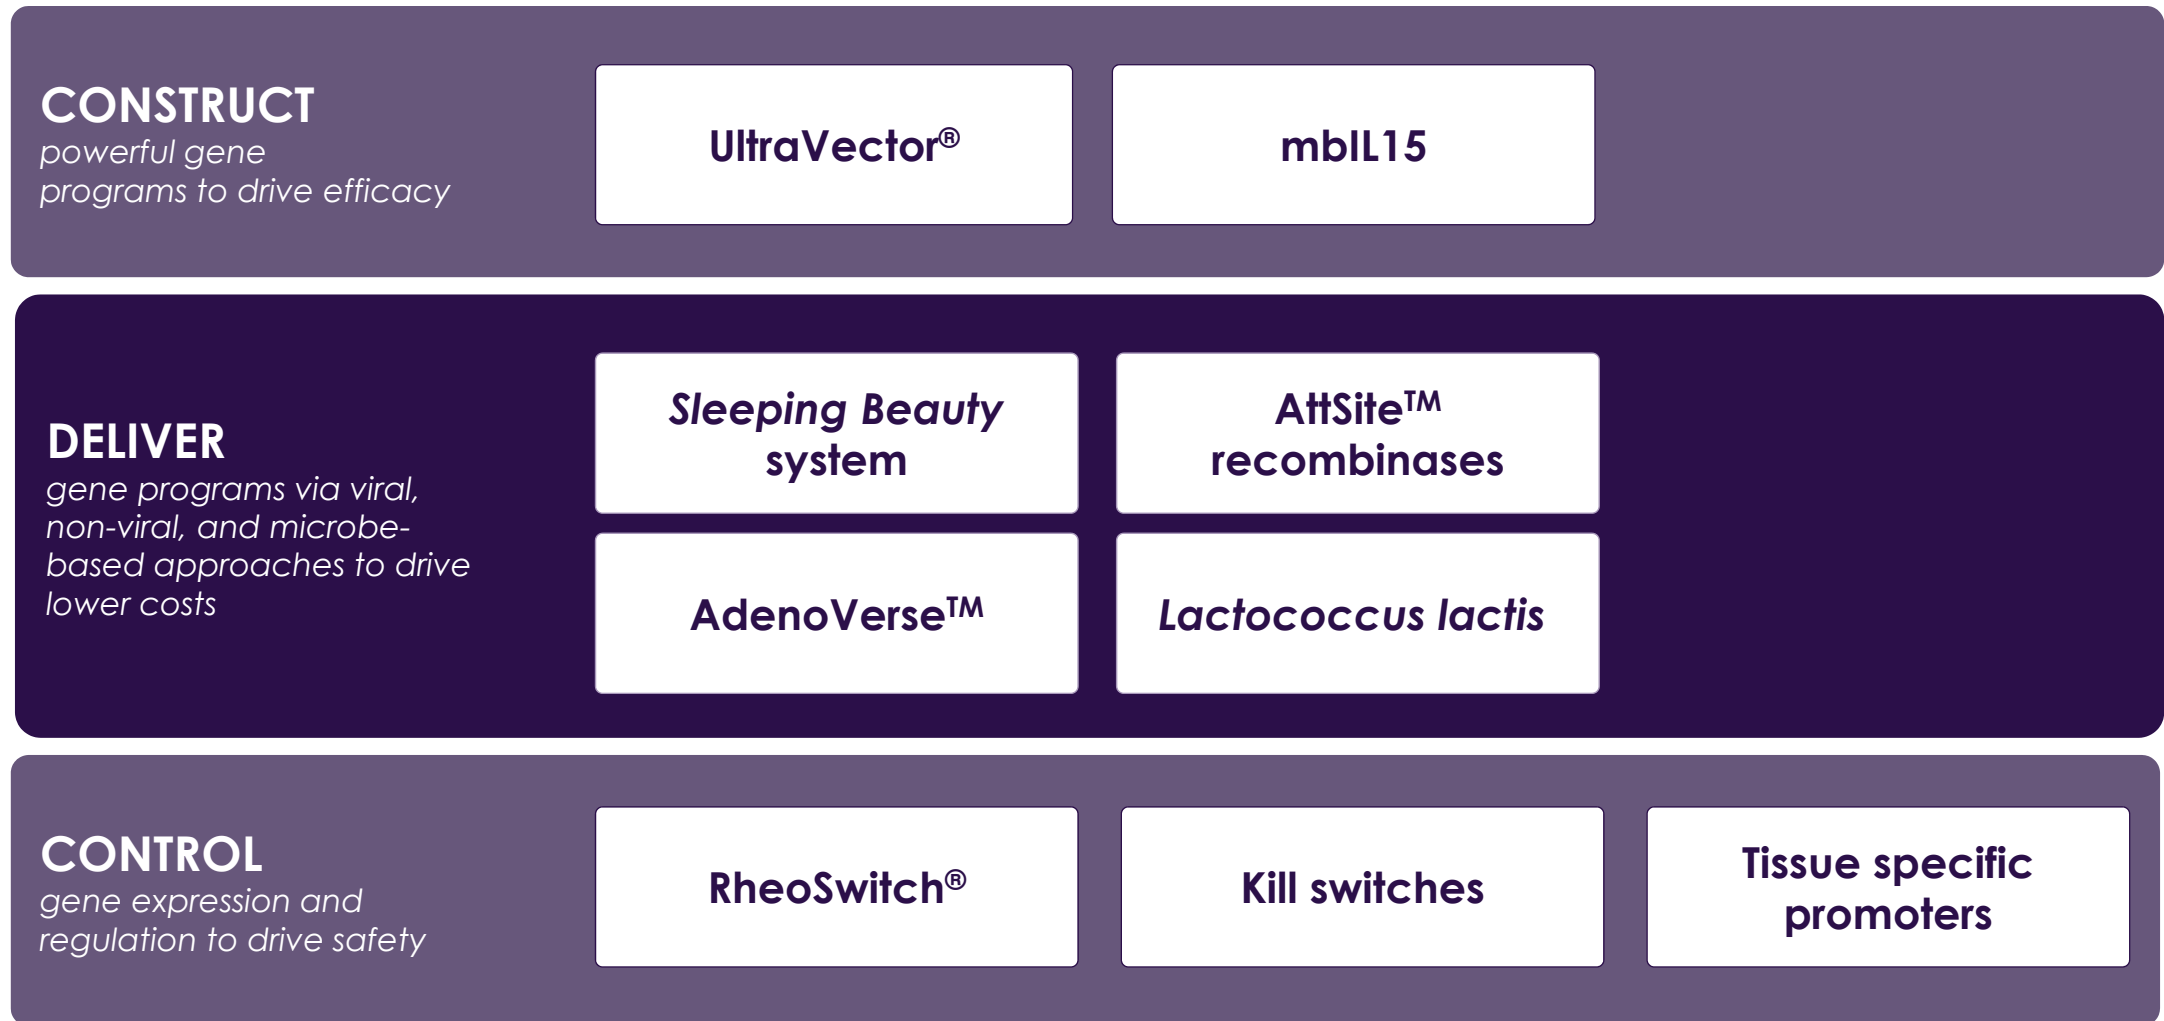 CONSTRUCT
powerful gene
programs to drive efficacy
UltraVector®
mbIL15
DELIVER
gene programs via viral,
non-viral, and microbe-
based approaches to drive
lower costs
Sleeping Beauty
system
AttSite™
recombinases
AdenoVerse™
Lactococcus lactis
CONTROL
gene expression and
regulation to drive safety
RheoSwitch®
Kill switches
Tissue specific
promoters